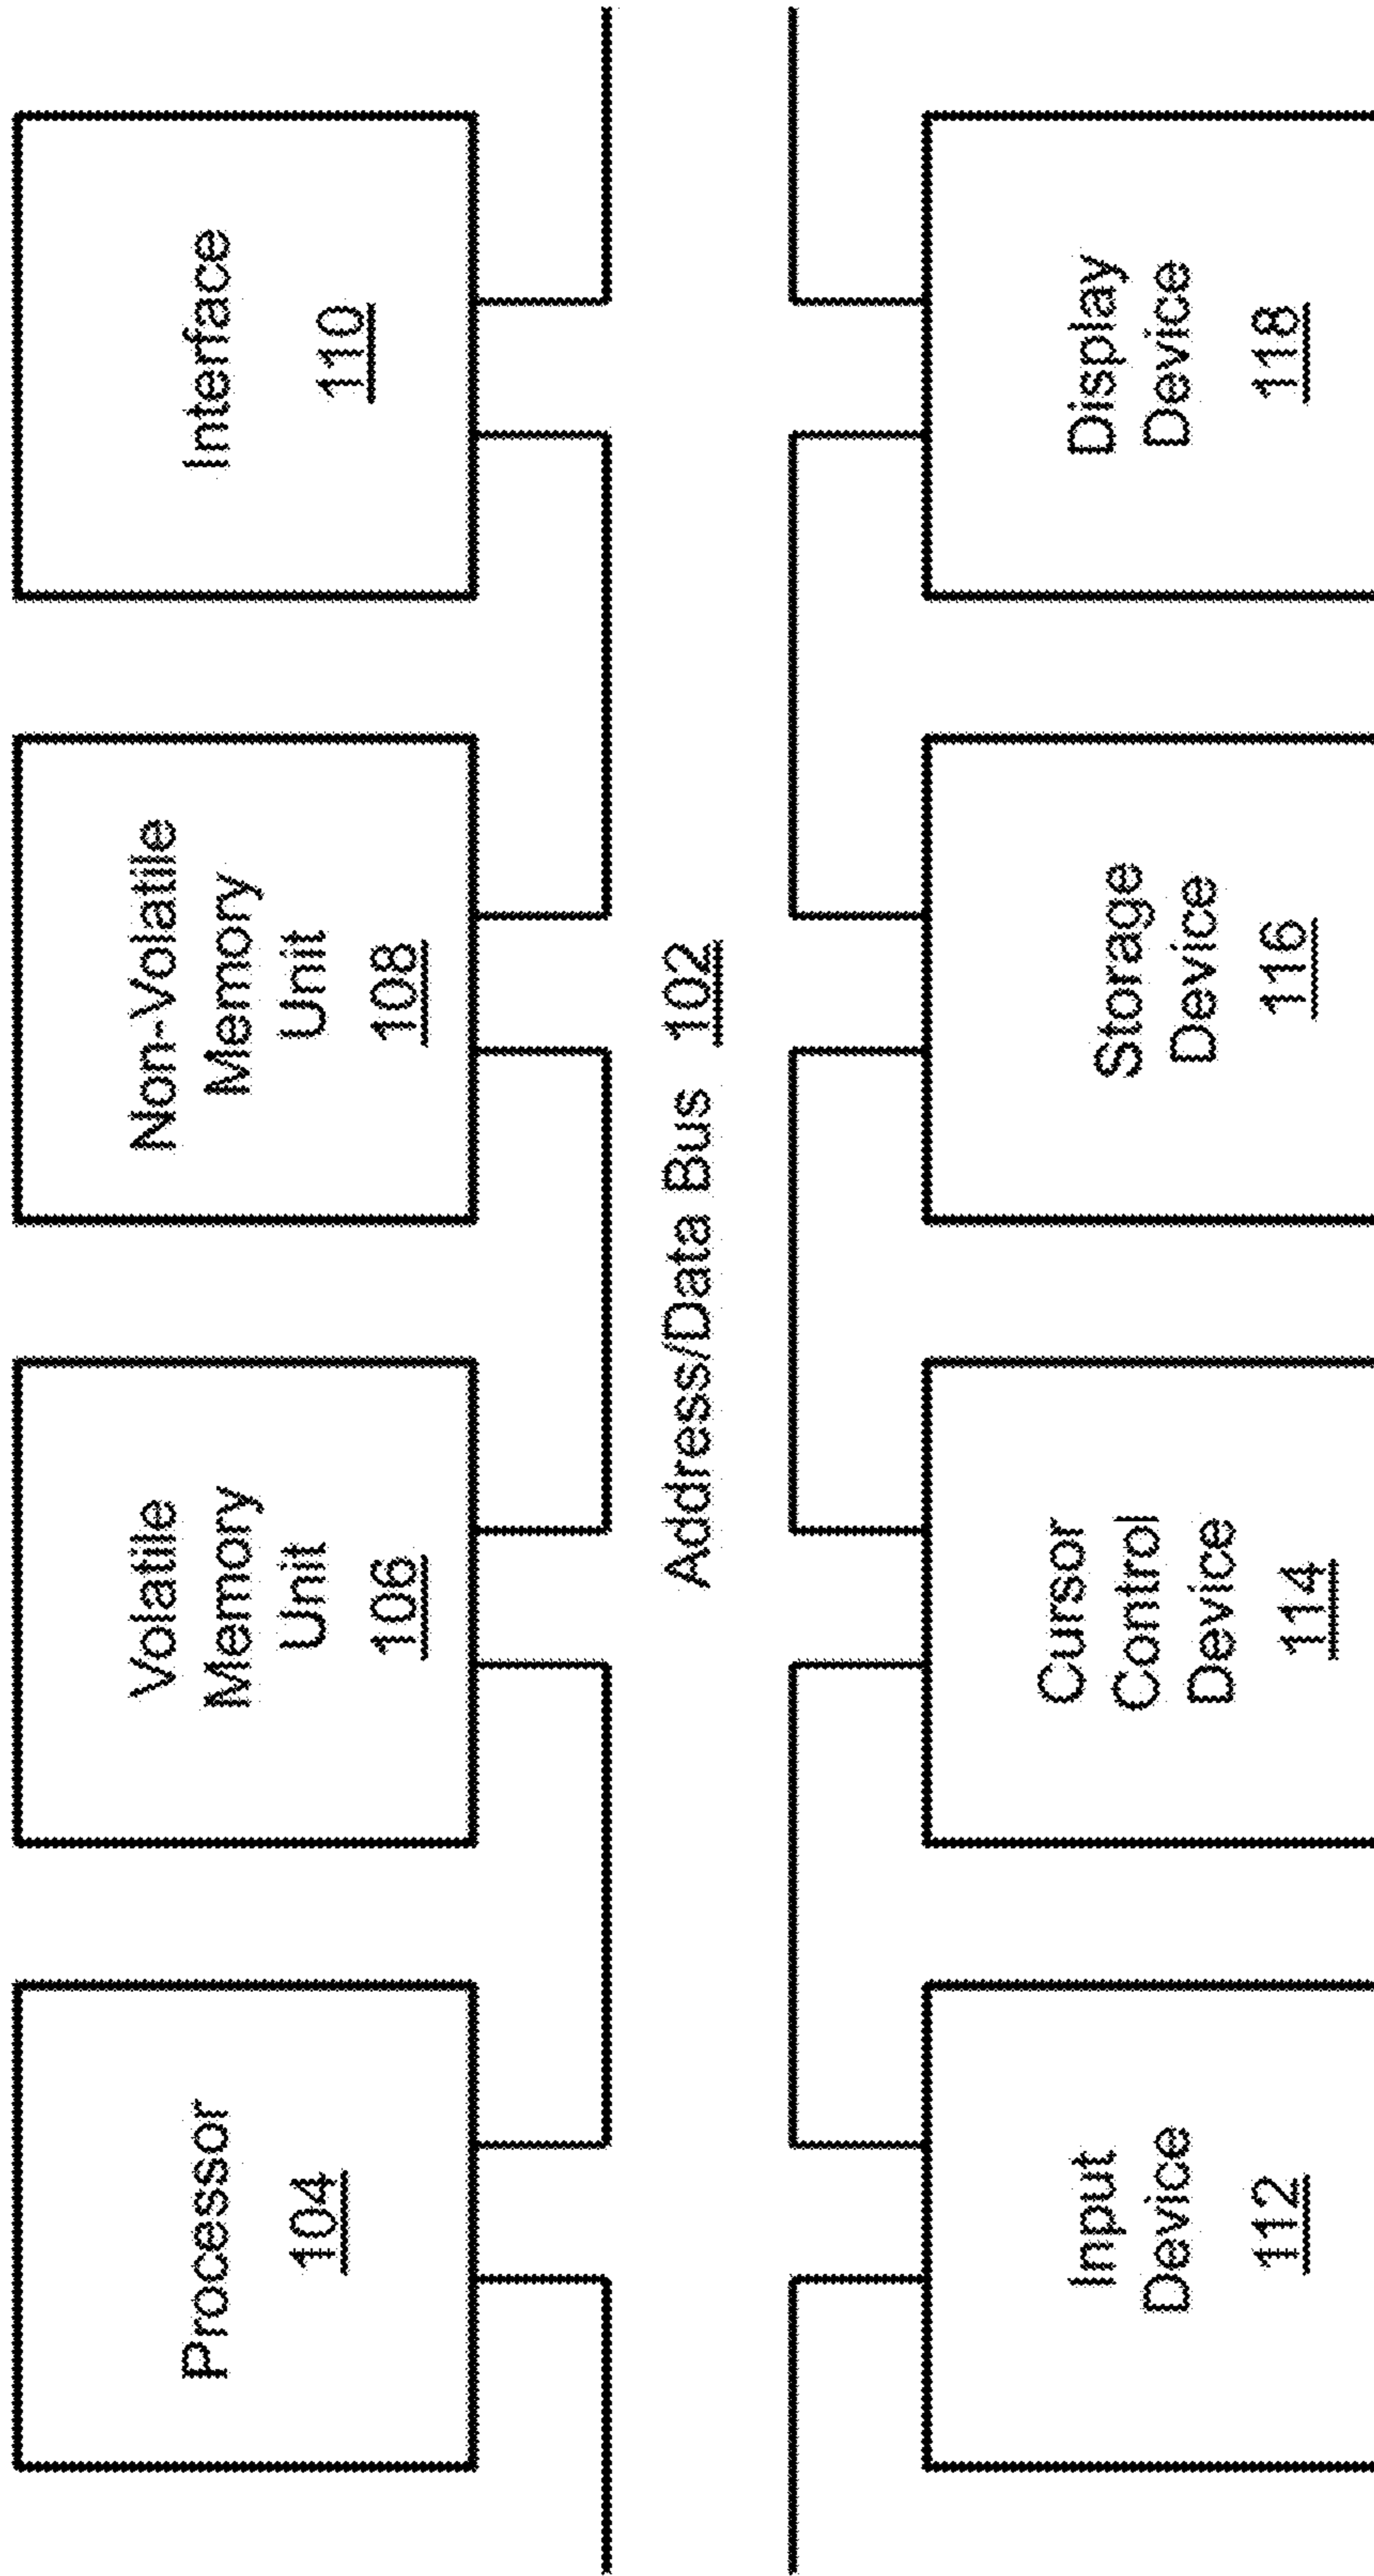 Processor
104
Volatile
Memory
Unit
106
Non-Volatile
Memory
Unit
108
Interface
110
Address/Data Bus 102
Input
Device
112
Cursor
Control
Device
114
Storage
Device
116
Display
Device
118